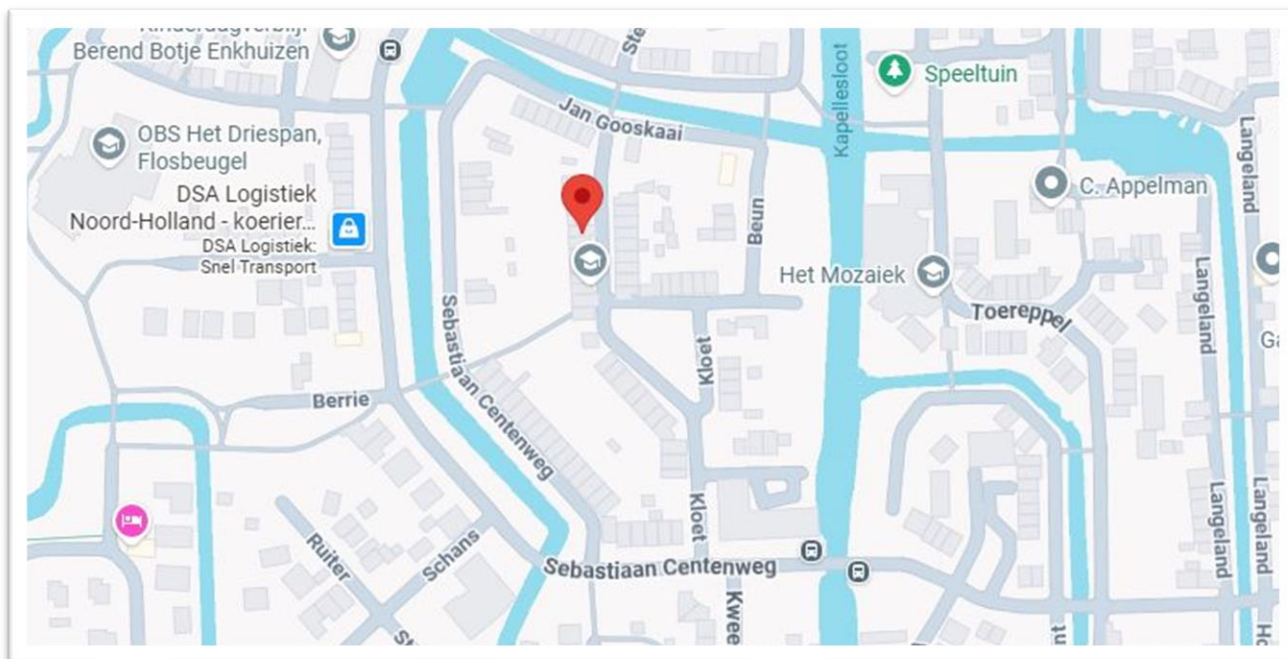 Berend Botje Enkhuizen
OBS Het Driespan,
Flosbeugel
DSA Logistiek
Noord-Holland - koerier...
DSA Logistiek:
Snel Transport
Jan Gooskaai
Kapellesloot
Speeltuin
C. Appelman
Langeland
Beun
Het Mozaiek
Toereppel
Langeland
Sebastiaan Centenweg
Kloet
Berrie
Ruiter
Schans
Kloet
Sebastiaan Centenweg
Langeland
Langeland